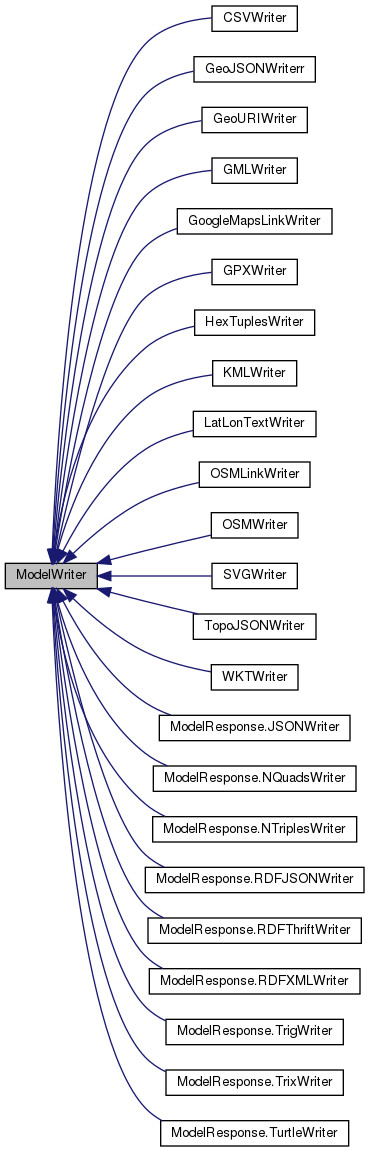 CSVWriter
GeoJSONWriterr
GeoURIWriter
GMLWriter
GoogleMapsLinkWriter
GPXWriter
HexTuplesWriter
KMLWriter
LatLonTextWriter
OSMLinkWriter
OSMWriter
ModelWriter
SVGWriter
TopoJSONWriter
WKTWriter
ModelResponse.JSONWriter
ModelResponse.NQuadsWriter
ModelResponse.NTriplesWriter
ModelResponse.RDFJSONWriter
ModelResponse.RDFThriftWriter
ModelResponse.RDFXMLWriter
ModelResponse.TrigWriter
ModelResponse.TrixWriter
ModelResponse.TurtleWriter